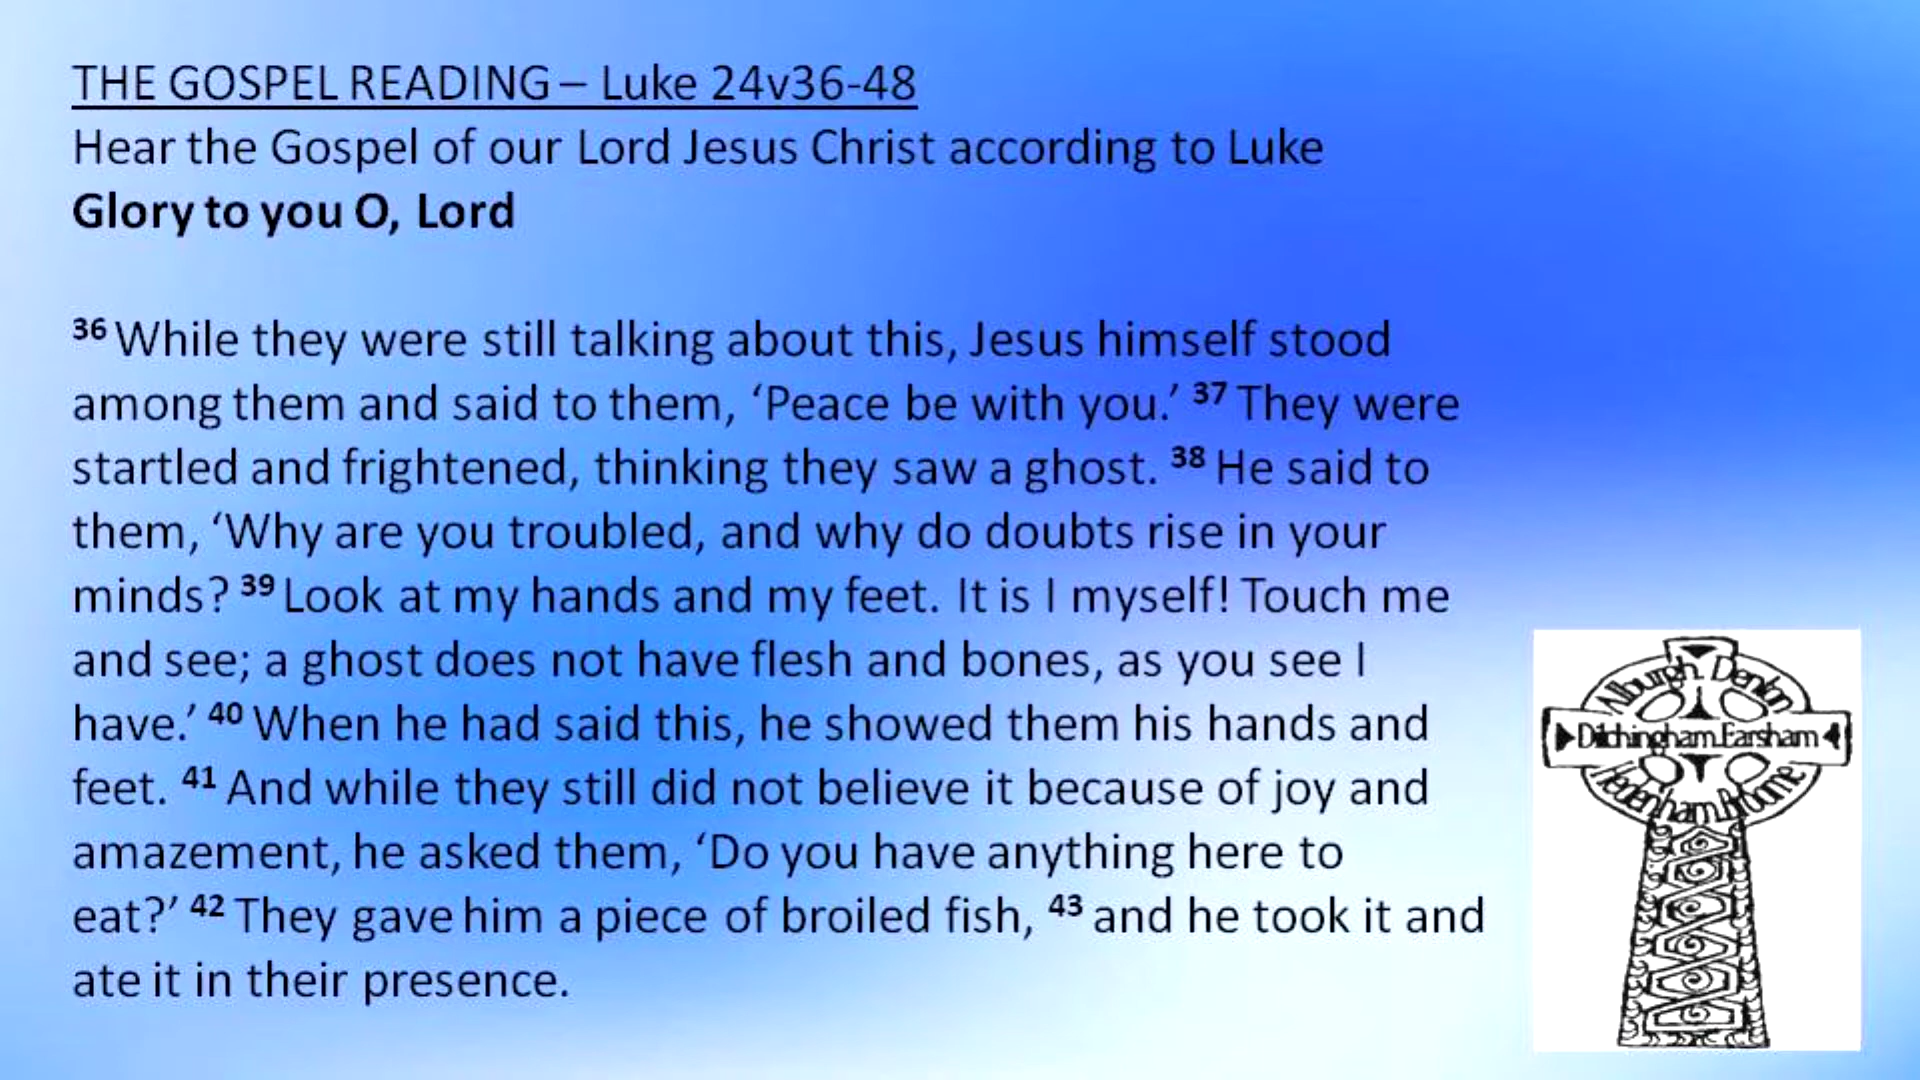 THE GOSPEL READING – Luke 24v36-48
Hear the Gospel of our Lord Jesus Christ according to Luke
Glory to you O, Lord
36 While they were still talking about this, Jesus himself stood
among them and said to them, ‘Peace be with you.’ 37 They were
startled and frightened, thinking they saw a ghost. 38 He said to
them, ‘Why are you troubled, and why do doubts rise in your
minds? 39 Look at my hands and my feet. It is I myself! Touch me
and see; a ghost does not have flesh and bones, as you see I
have.’ 40 When he had said this, he showed them his hands and
feet. 41 And while they still did not believe it because of joy and
amazement, he asked them, ‘Do you have anything here to
eat?’ 42 They gave him a piece of broiled fish, 43 and he took it and
ate it in their presence.
Alburgh. Denton
Ditchingham.Earsham
Hedenham.